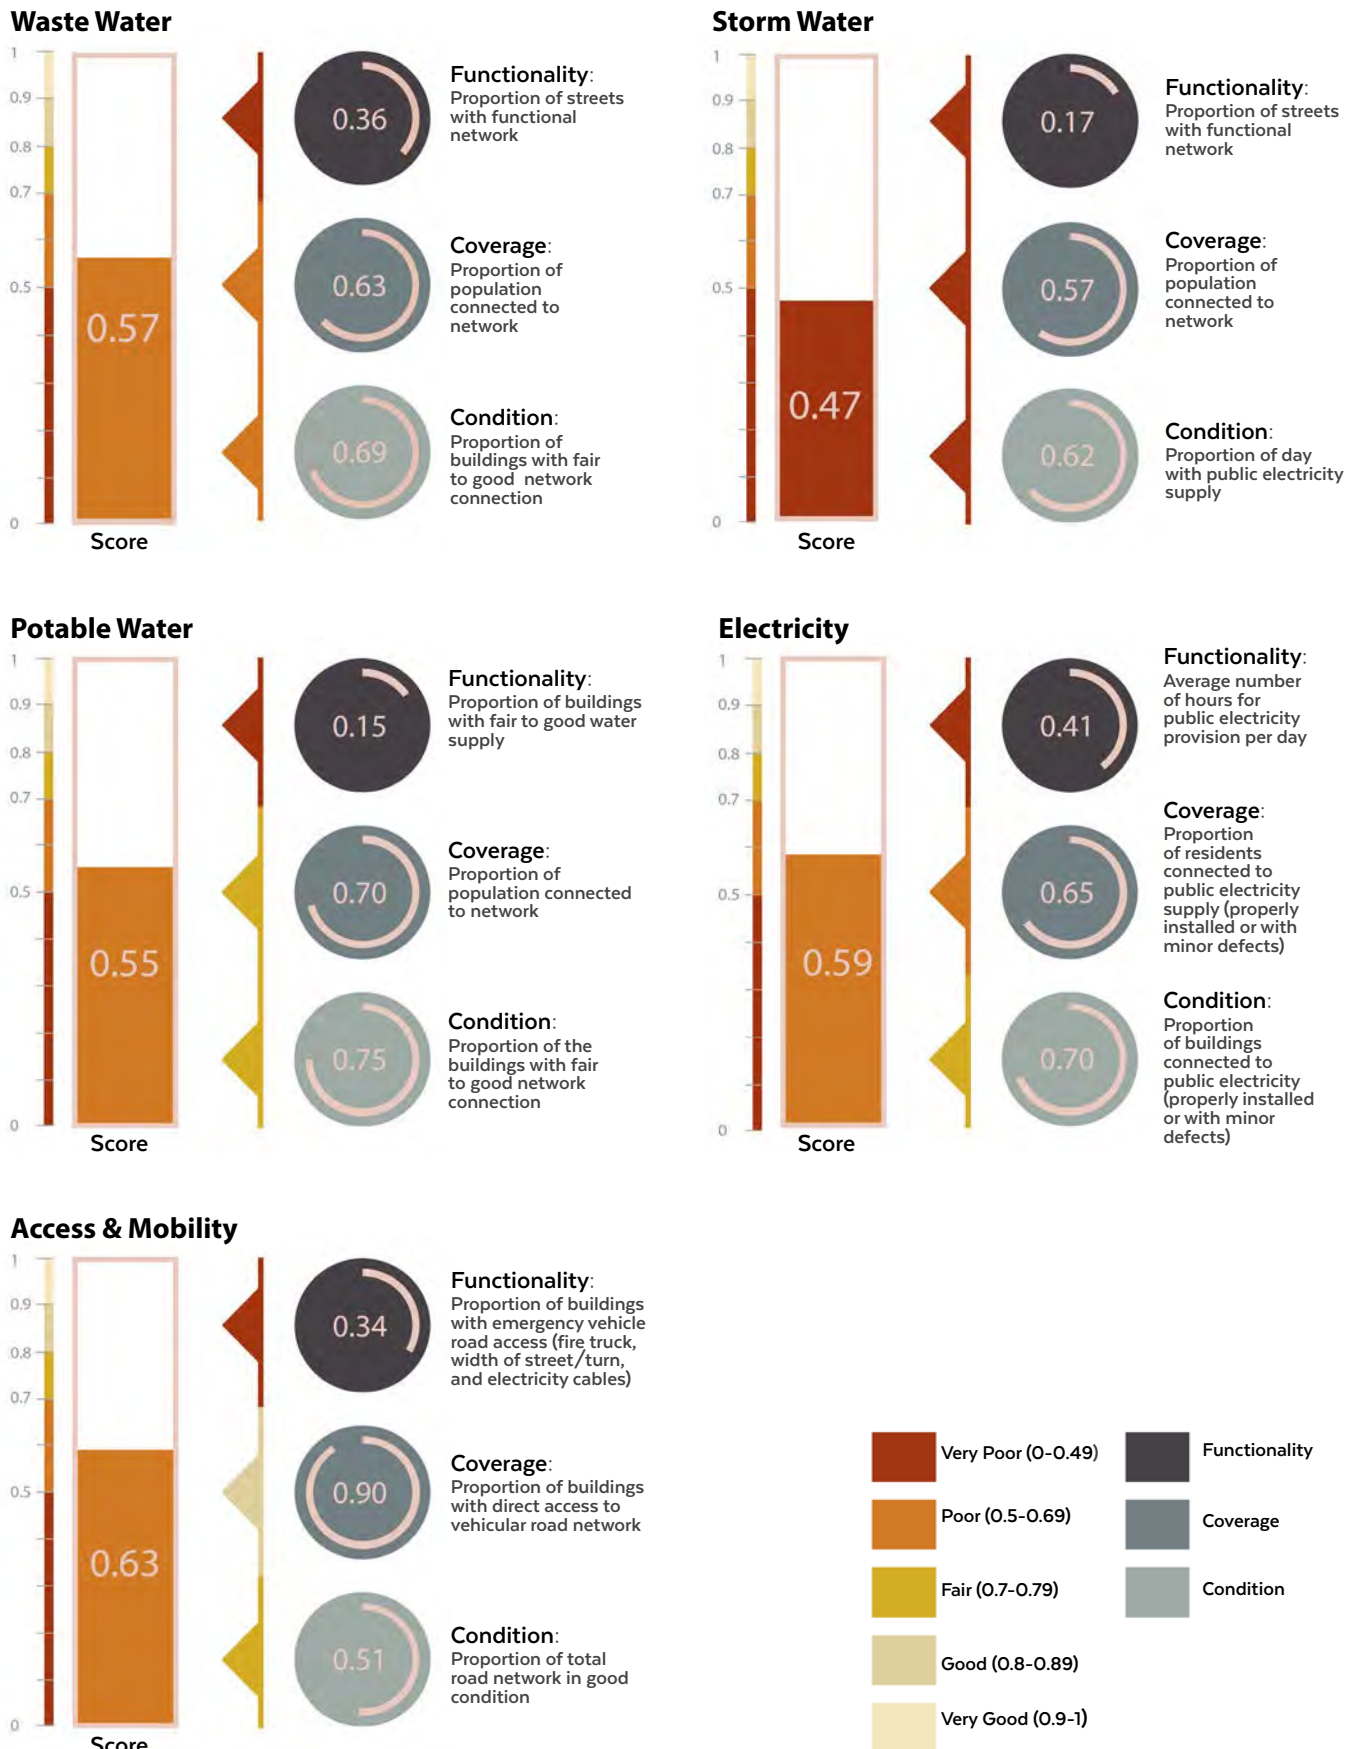 Waste Water
1
0.9
0.8
0.7
0.5
0
0.57
Score
0.36
Functionality:
Proportion of streets
with functional
network
0.63
Coverage:
Proportion of
population
connected to
network
0.69
Condition:
Proportion of
buildings with fair
to good network
connection
Storm Water
1
0.9
0.8
0.7
0.5
0
0.47
Score
0.17
Functionality:
Proportion of streets
with functional
network
0.57
Coverage:
Proportion of
population
connected to
network
0.62
Condition:
Proportion of day
with public electricity
supply
Potable Water
1
0.9
0.8
0.7
0.5
0
0.55
Score
0.15
Functionality:
Proportion of buildings
with fair to good water
supply
0.70
Coverage:
Proportion of
population connected
to network
0.75
Condition:
Proportion of the
buildings with fair
to good network
connection
Electricity
1
0.9
0.8
0.7
0.5
0
0.59
Score
0.41
Functionality:
Average number
of hours for
public electricity
provision per day
0.65
Coverage:
Proportion
of residents
connected to
public electricity
supply (properly
installed or with
minor defects)
0.70
Condition:
Proportion
of buildings
connected to
public electricity
(properly installed
or with minor
defects)
Access & Mobility
1
0.9
0.8
0.7
0.5
0
0.63
Score
0.34
Functionality:
Proportion of buildings
with emergency vehicle
road access (fire truck,
width of street/turn,
and electricity cables)
0.90
Coverage:
Proportion of buildings
with direct access to
vehicular road network
0.51
Condition:
Proportion of total
road network in good
condition
Very Poor (0-0.49)
Poor (0.5-0.69)
Fair (0.7-0.79)
Good (0.8-0.89)
Very Good (0.9-1)
Functionality
Coverage
Condition